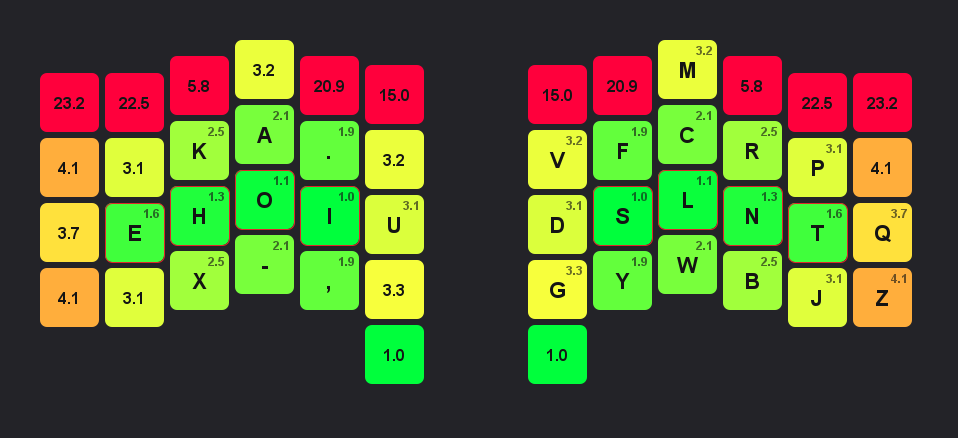 23.2 22.5 5.8 3.2 20.9 15.0 15.0 20.9 M 3.2 5.8 22.5 23.2
4.1 3.1 K 2.5 A 2.1 . 1.9 3.2 V 3.2 F 1.9 C 2.1 R 2.5 P 3.1 4.1
3.7 E 1.6 H 1.3 O 1.1 I 1.0 U 3.1 D 3.1 S 1.0 L 1.1 N 1.3 T 1.6 Q 3.7
4.1 3.1 X 2.5 - 2.1 , 1.9 3.3 G 3.3 Y 1.9 W 2.1 B 2.5 J 3.1 Z 4.1
1.0 1.0